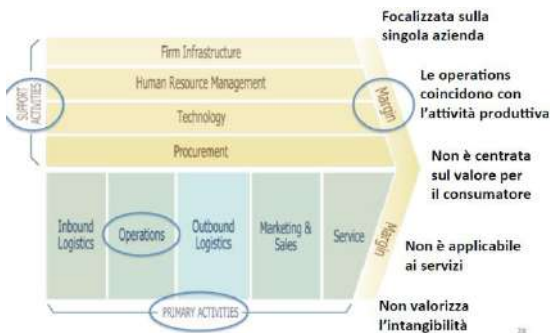 Focalizzata sulla
singola azienda
Firm Infrastructure
Human Resource Management
Technology
Procurement
SUPPORT
ACTIVITIES
Margin
Le operations
coincidono con
l'attività produttiva
Non è centrata
sul valore per
il consumatore
Inbound
Logistics
Operations
Outbound
Logistics
Marketing &
Sales
Service
Margin
Non è applicabile
ai servizi
PRIMARY ACTIVITIES
Non valorizza
l'intangibilità